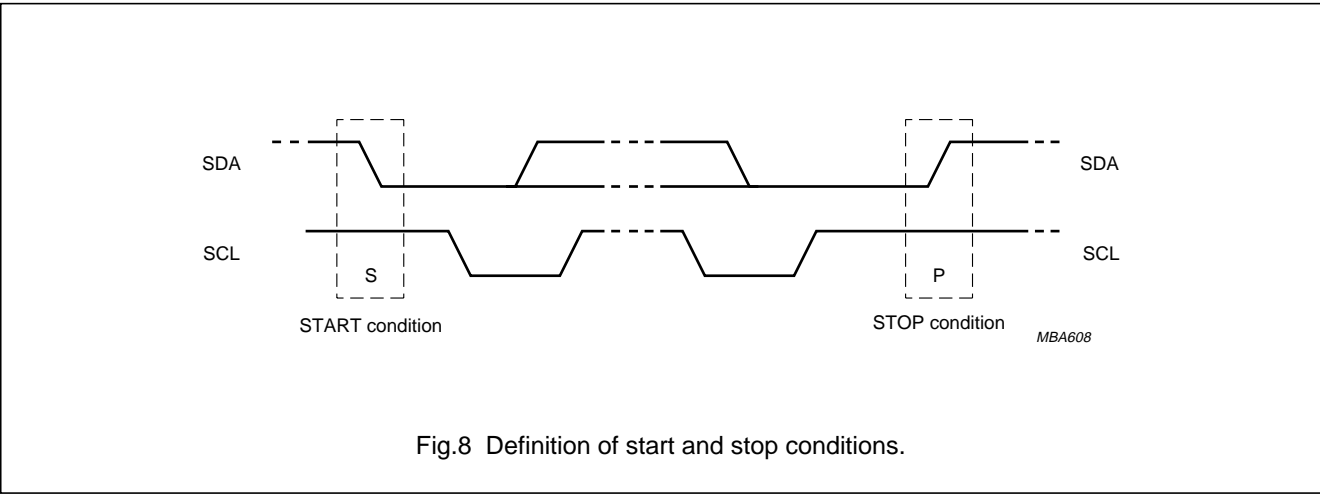 SDA
SDA
SCL
SCL
S
P
START condition
STOP condition
MBA608
Fig.8 Definition of start and stop conditions.